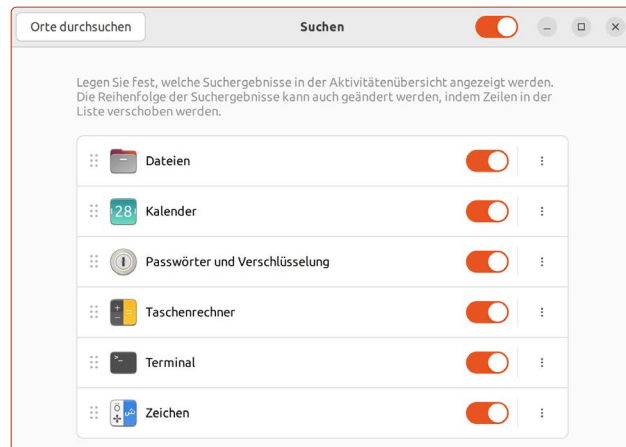 Orte durchsuchen
Suchen
Legen Sie fest, welche Suchergebnisse in der Aktivitätenübersicht angezeigt werden.
Die Reihenfolge der Suchergebnisse kann auch geändert werden, indem Zeilen in der
Liste verschoben werden.
Dateien
28
Kalender
Passwörter und Verschlüsselung
Taschenrechner
>_
Terminal
Zeichen